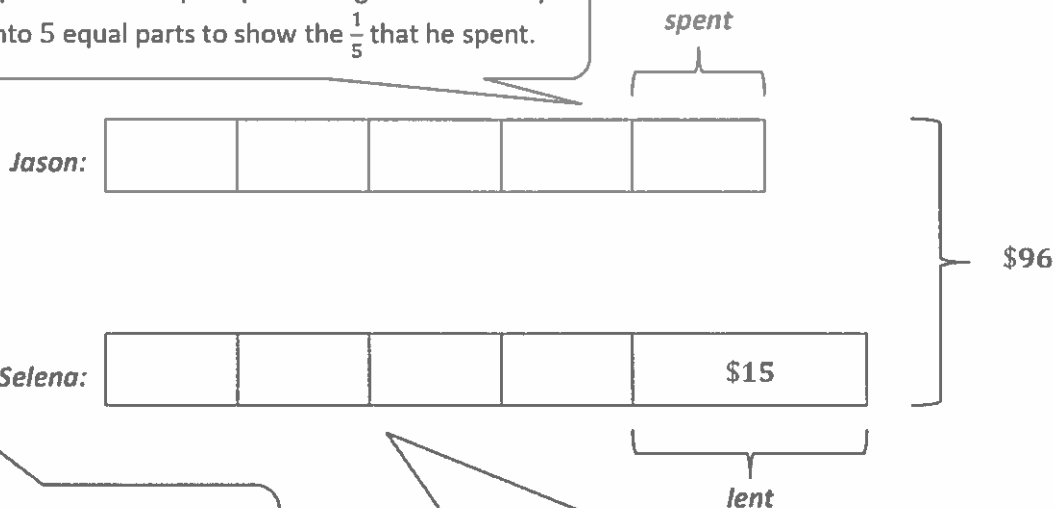 into 5 equal parts to show the 1/5 that he spent.
spent
Jason:
$96
Selena:
$15
lent